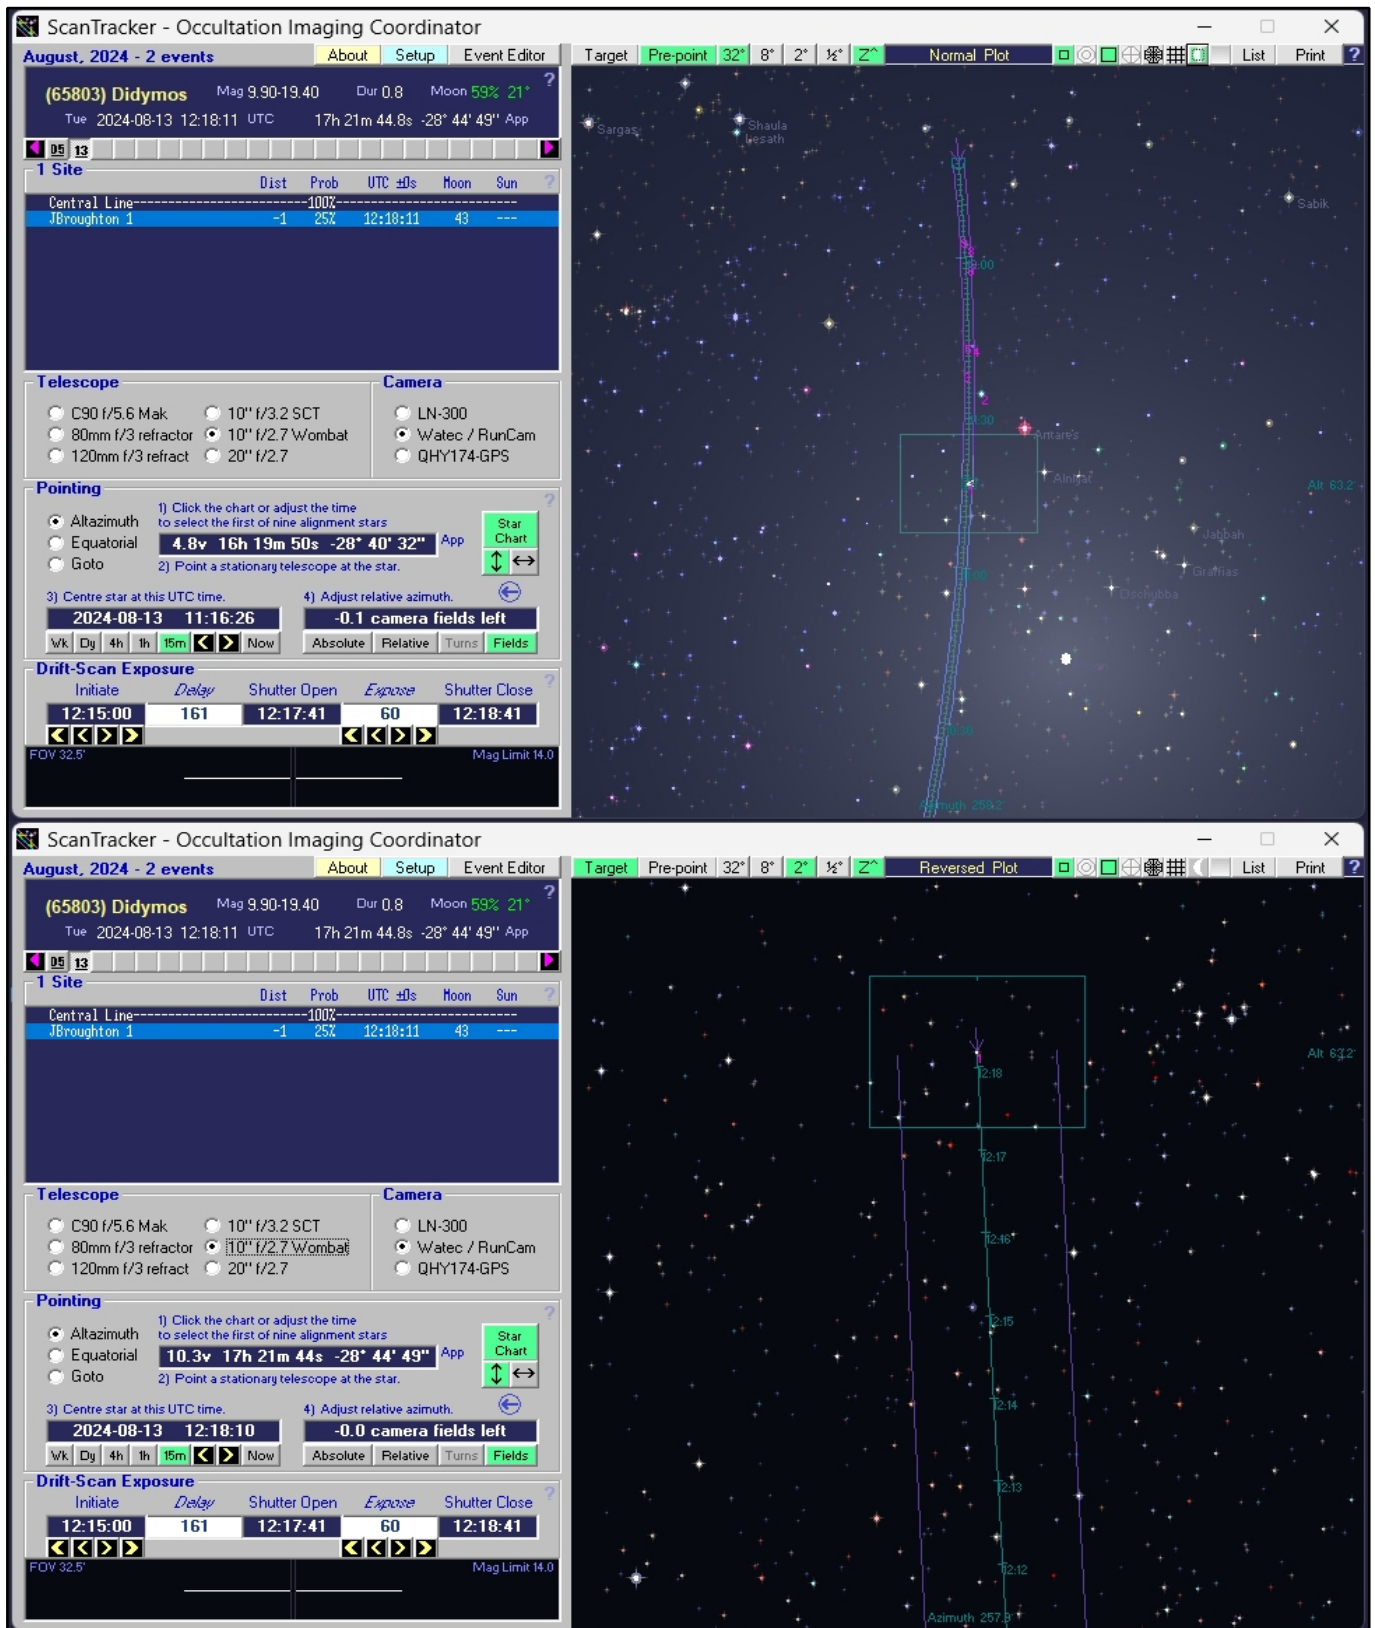 ScanTracker - Occultation Imaging Coordinator
August, 2024 - 2 events About Setup Event Editor
Target Pre-point 32° 8° 2° ½° Z^ Normal Plot List Print ?
(65803) Didymos Mag 9.90-19.40 Dur 0.8 Moon 59% 21° ?
Tue 2024-08-13 12:18:11 UTC 17h 21m 44.8s -28° 44' 49'' App
05 13
1 Site
Dist Prob UTC ±Ds Moon Sun ?
Central Line-----------------------100%-----------------------
JBroughton 1 -1 25% 12:18:11 43 ---
Telescope
C90 f/5.6 Mak 10'' f/3.2 SCT
80mm f/3 refractor 10'' f/2.7 Wombat
120mm f/3 refract 20'' f/2.7
Camera
LN-300
Watec / RunCam
QHY174-GPS
Pointing ?
Altazimuth
Equatorial
Goto
1) Click the chart or adjust the time
to select the first of nine alignment stars
4.8v 16h 19m 50s -28° 40' 32" App
2) Point a stationary telescope at the star.
Star
Chart
3) Centre star at this UTC time.
2024-08-13 11:16:26
Wk Dy 4h 1h 15m Now
4) Adjust relative azimuth.
-0.1 camera fields left
Absolute Relative Turns Fields
Drift-Scan Exposure ?
Initiate Delay Shutter Open Expose Shutter Close
12:15:00 161 12:17:41 60 12:18:41
FOV 32.5' Mag Limit 14.0
Sargas
Shaula
Lesath
Sabik
Antares
Alniyat
Alt 63.2°
Jabbah
Graffias
Dschubba
Azimuth 258.2
ScanTracker - Occultation Imaging Coordinator
August, 2024 - 2 events About Setup Event Editor
Target Pre-point 32° 8° 2° ½° Z^ Reversed Plot List Print ?
(65803) Didymos Mag 9.90-19.40 Dur 0.8 Moon 59% 21° ?
Tue 2024-08-13 12:18:11 UTC 17h 21m 44.8s -28° 44' 49'' App
05 13
1 Site
Dist Prob UTC ±Ds Moon Sun ?
Central Line-----------------------100%-----------------------
JBroughton 1 -1 25% 12:18:11 43 ---
Telescope
C90 f/5.6 Mak 10'' f/3.2 SCT
80mm f/3 refractor 10'' f/2.7 Wombat
120mm f/3 refract 20'' f/2.7
Camera
LN-300
Watec / RunCam
QHY174-GPS
Pointing ?
Altazimuth
Equatorial
Goto
1) Click the chart or adjust the time
to select the first of nine alignment stars
10.3v 17h 21m 44s -28° 44' 49" App
2) Point a stationary telescope at the star.
Star
Chart
3) Centre star at this UTC time.
2024-08-13 12:18:10
Wk Dy 4h 1h 15m Now
4) Adjust relative azimuth.
-0.0 camera fields left
Absolute Relative Turns Fields
Drift-Scan Exposure ?
Initiate Delay Shutter Open Expose Shutter Close
12:15:00 161 12:17:41 60 12:18:41
FOV 32.5' Mag Limit 14.0
Alt 63.2°
12:18
12:17
12:16
12:15
12:14
12:13
12:12
Azimuth 257.9